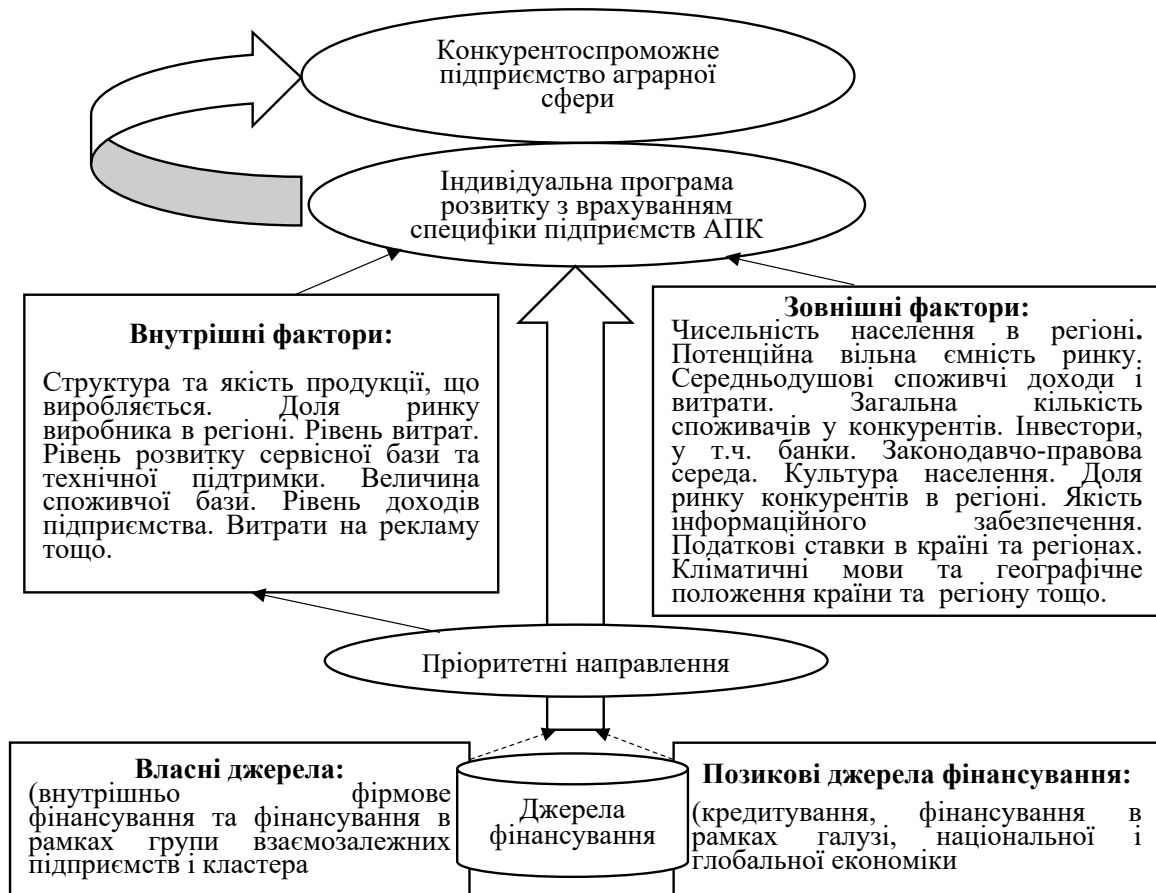 Конкурентоспроможне
підприємство аграрної
сфери
Індивідуальна програма
розвитку з врахуванням
специфіки підприємств АПК
Внутрішні фактори:
Структура та якість продукції, що
виробляється. Доля ринку
виробника в регіоні. Рівень витрат.
Рівень розвитку сервісної бази та
технічної підтримки. Величина
споживчої бази. Рівень доходів
підприємства. Витрати на рекламу
тощо.
Зовнішні фактори:
Чисельність населення в регіоні.
Потенційна вільна ємність ринку.
Середньодушові споживчі доходи і
витрати. Загальна кількість
споживачів у конкурентів. Інвестори,
у т.ч. банки. Законодавчо-правова
середа. Культура населення. Доля
ринку конкурентів в регіоні. Якість
інформаційного забезпечення.
Податкові ставки в країні та регіонах.
Кліматичні мови та географічне
положення країни та регіону тощо.
Пріоритетні направлення
Власні джерела:
(внутрішньо фірмове
фінансування та фінансування в
рамках групи взаємозалежних
підприємств і кластера
Джерела
фінансування
Позикові джерела фінансування:
(кредитування, фінансування в
рамках галузі, національної і
глобальної економіки